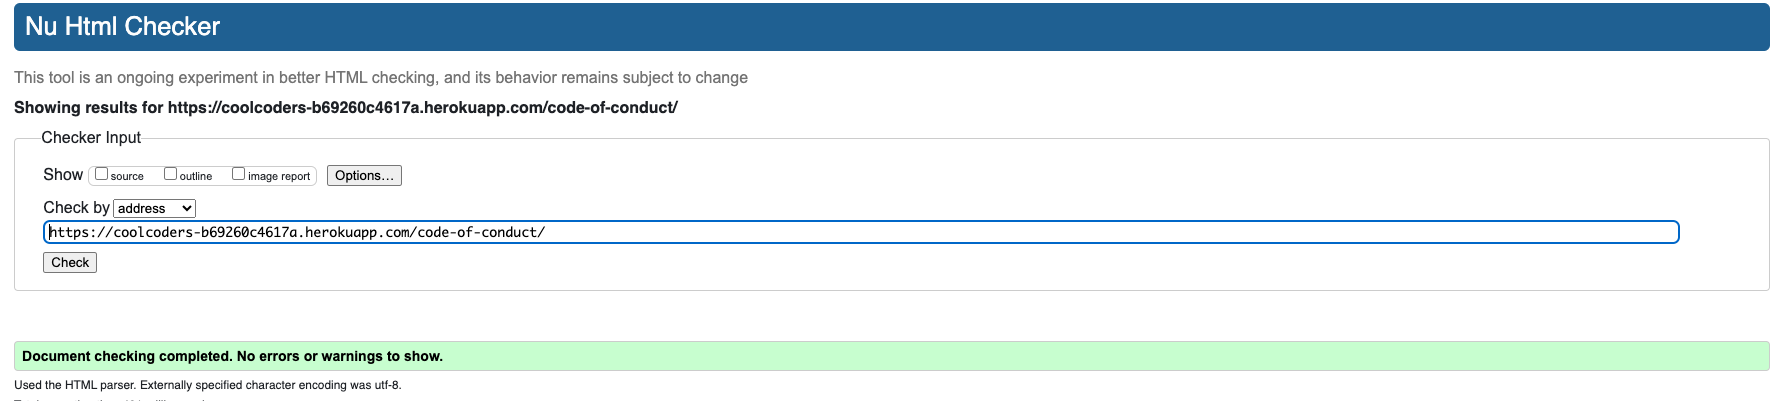 Nu Html Checker
This tool is an ongoing experiment in better HTML checking, and its behavior remains subject to change
Showing results for https://coolcoders-b69260c4617a.herokuapp.com/code-of-conduct/
Checker Input
Show source outline image report Options...
Check by address
https://coolcoders-b69260c4617a.herokuapp.com/code-of-conduct/
Check
Document checking completed. No errors or warnings to show.
Used the HTML parser. Externally specified character encoding was utf-8.